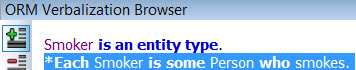 ORM Verbalization Browser
Smoker is an entity type.
*Each Smoker is some Person who smokes.